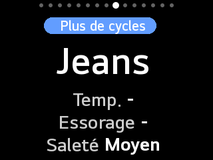 Plus de cycles
Jeans
Temp. -
Essorage -
Saleté Moyen